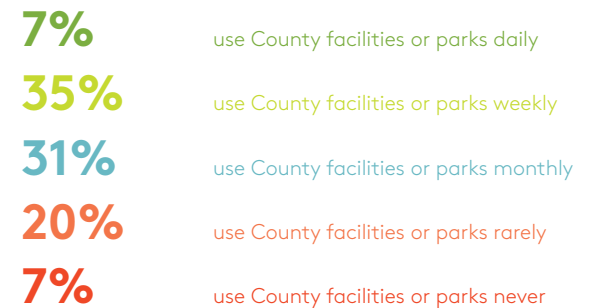 7% use County facilities or parks daily
35% use County facilities or parks weekly
31% use County facilities or parks monthly
20% use County facilities or parks rarely
7% use County facilities or parks never